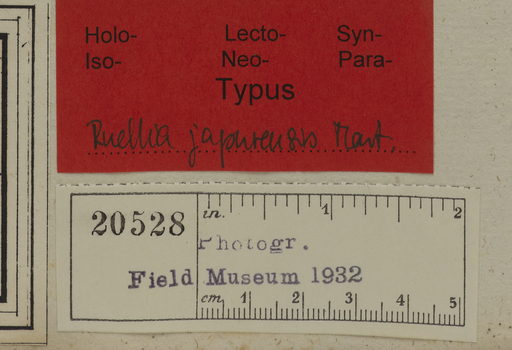 Holo- Lecto- Syn-
Iso- Neo- Para-
Typus
Ruellia japurensis Mart.
20528 in. 1 2
Photogr.
Field Museum 1932
cm. 1 2 3 4 5